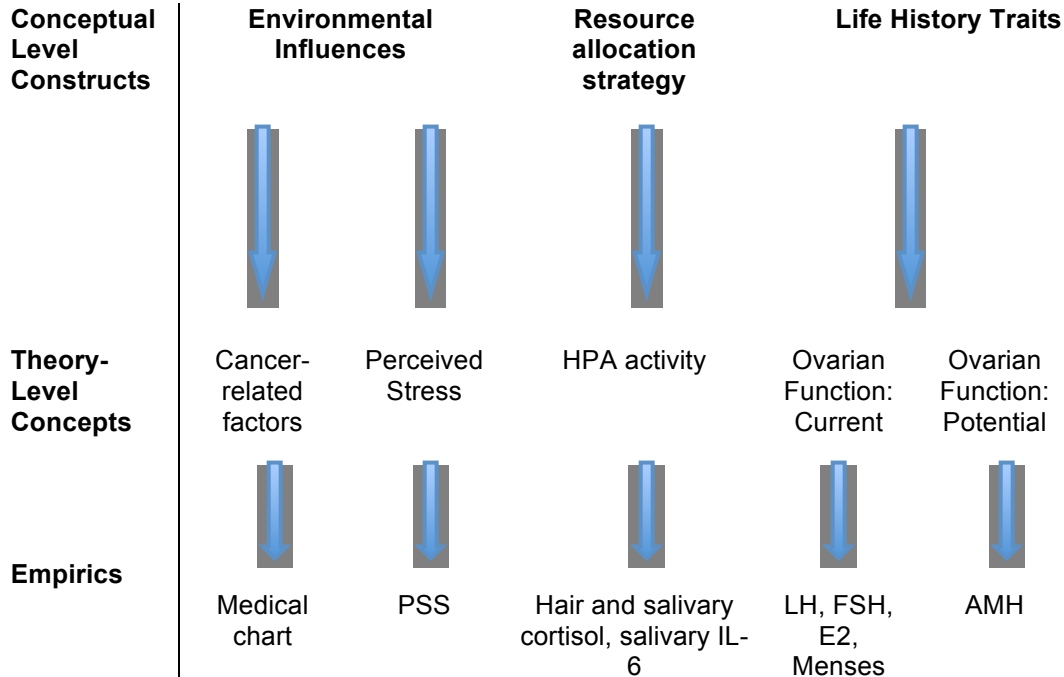 Conceptual
Level
Constructs
Environmental
Influences
Resource
allocation
strategy
Life History Traits
Theory-
Level
Concepts
Cancer-
related
factors
Perceived
Stress
HPA activity
Ovarian
Function:
Current
Ovarian
Function:
Potential
Empirics
Medical
chart
PSS
Hair and salivary
cortisol, salivary IL-
6
LH, FSH,
E2,
Menses
AMH